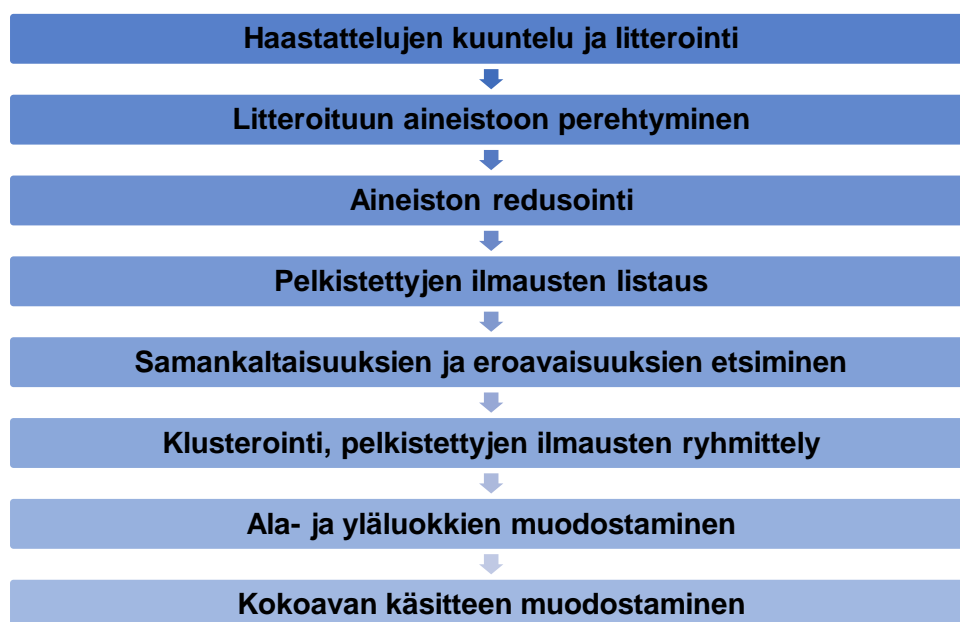 Haastattelujen kuuntelu ja litterointi
Litteroituun aineistoon perehtyminen
Aineiston redusointi
Pelkistettyjen ilmausten listaus
Samankaltaisuuksien ja eroavaisuuksien etsiminen
Klusterointi, pelkistettyjen ilmausten ryhmittely
Ala- ja yläluokkien muodostaminen
Kokoavan käsitteen muodostaminen